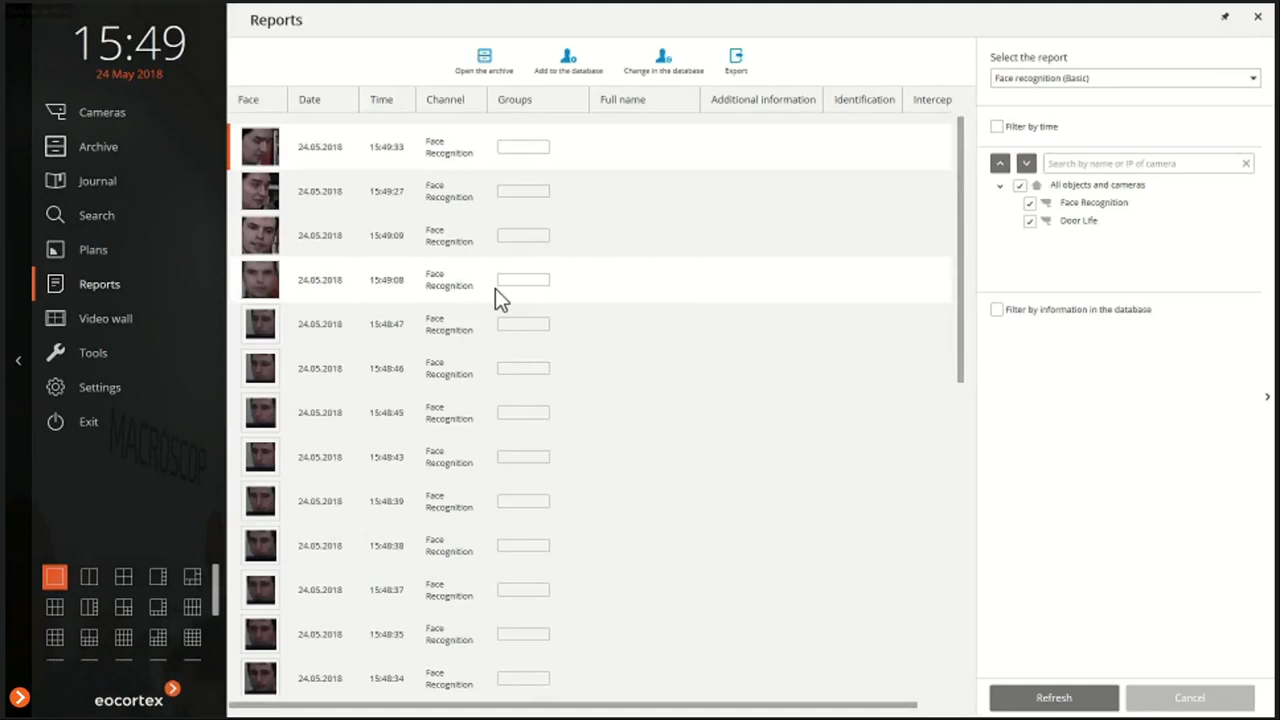 15:49
24 May 2018
Cameras
Archive
Journal
Search
Plans
Reports
Video wall
Tools
Settings
Exit
MACROSCOP
eocortex
Reports
Open the archive
Add to the database
Change in the database
Export
Face Date Time Channel Groups Full name Additional information Identification Intercep
24.05.2018 15:49:33 Face
Recognition
24.05.2018 15:49:27 Face
Recognition
24.05.2018 15:49:09 Face
Recognition
24.05.2018 15:49:08 Face
Recognition
24.05.2018 15:48:47 Face
Recognition
24.05.2018 15:48:46 Face
Recognition
24.05.2018 15:48:45 Face
Recognition
24.05.2018 15:48:43 Face
Recognition
24.05.2018 15:48:39 Face
Recognition
24.05.2018 15:48:38 Face
Recognition
24.05.2018 15:48:37 Face
Recognition
24.05.2018 15:48:35 Face
Recognition
24.05.2018 15:48:34 Face
Recognition
Select the report
Face recognition (Basic)
Filter by time
Search by name or IP of camera
All objects and cameras
Face Recognition
Door Life
Filter by information in the database
Refresh
Cancel